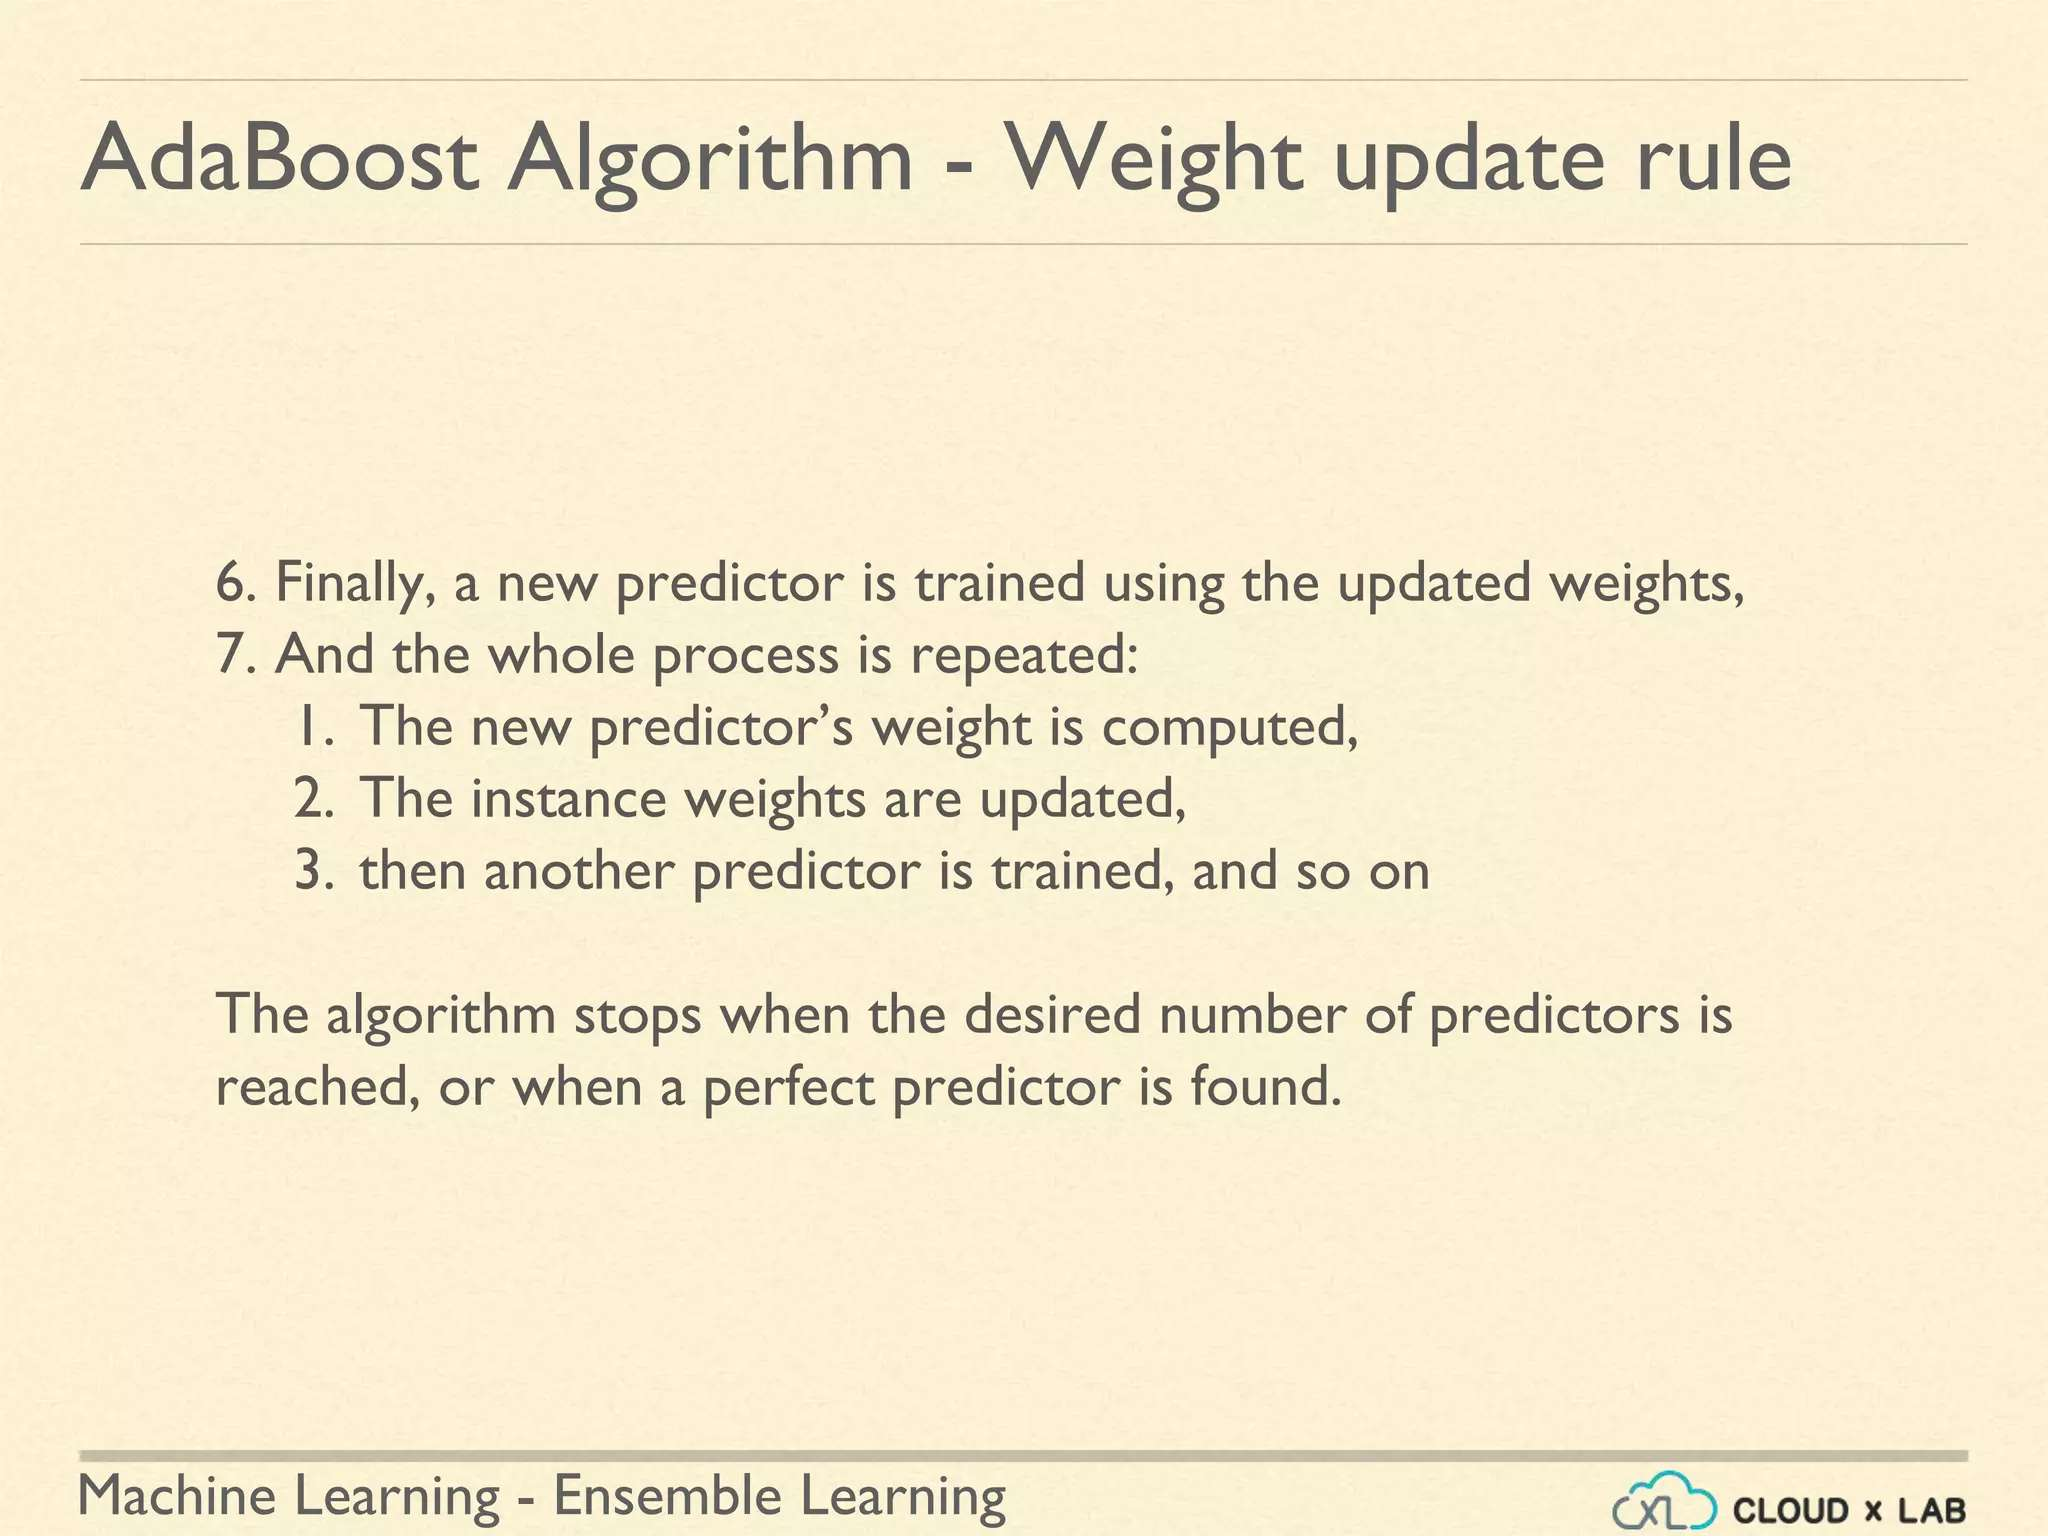 AdaBoost Algorithm - Weight update rule
6. Finally, a new predictor is trained using the updated weights,
7. And the whole process is repeated:
1. The new predictor’s weight is computed,
2. The instance weights are updated,
3. then another predictor is trained, and so on
The algorithm stops when the desired number of predictors is
reached, or when a perfect predictor is found.
Machine Learning - Ensemble Learning
XL CLOUD x LAB